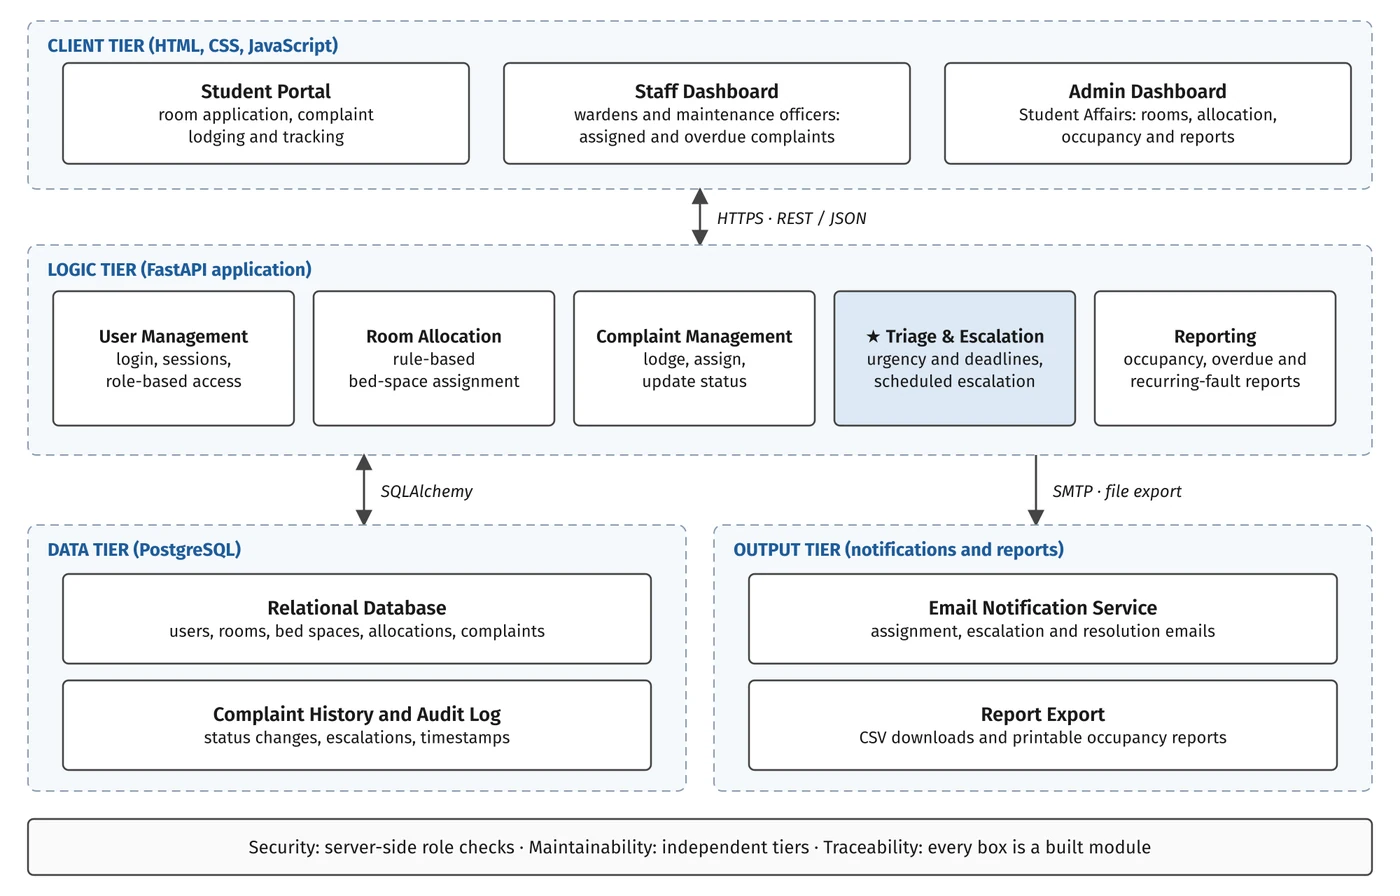 CLIENT TIER (HTML, CSS, JavaScript)
Student Portal
room application, complaint
lodging and tracking
Staff Dashboard
wardens and maintenance officers:
assigned and overdue complaints
Admin Dashboard
Student Affairs: rooms, allocation,
occupancy and reports
HTTPS · REST / JSON
LOGIC TIER (FastAPI application)
User Management
login, sessions,
role-based access
Room Allocation
rule-based
bed-space assignment
Complaint Management
lodge, assign,
update status
★ Triage & Escalation
urgency and deadlines,
scheduled escalation
Reporting
occupancy, overdue and
recurring-fault reports
SQLAlchemy
SMTP · file export
DATA TIER (PostgreSQL)
Relational Database
users, rooms, bed spaces, allocations, complaints
Complaint History and Audit Log
status changes, escalations, timestamps
OUTPUT TIER (notifications and reports)
Email Notification Service
assignment, escalation and resolution emails
Report Export
CSV downloads and printable occupancy reports
Security: server-side role checks · Maintainability: independent tiers · Traceability: every box is a built module